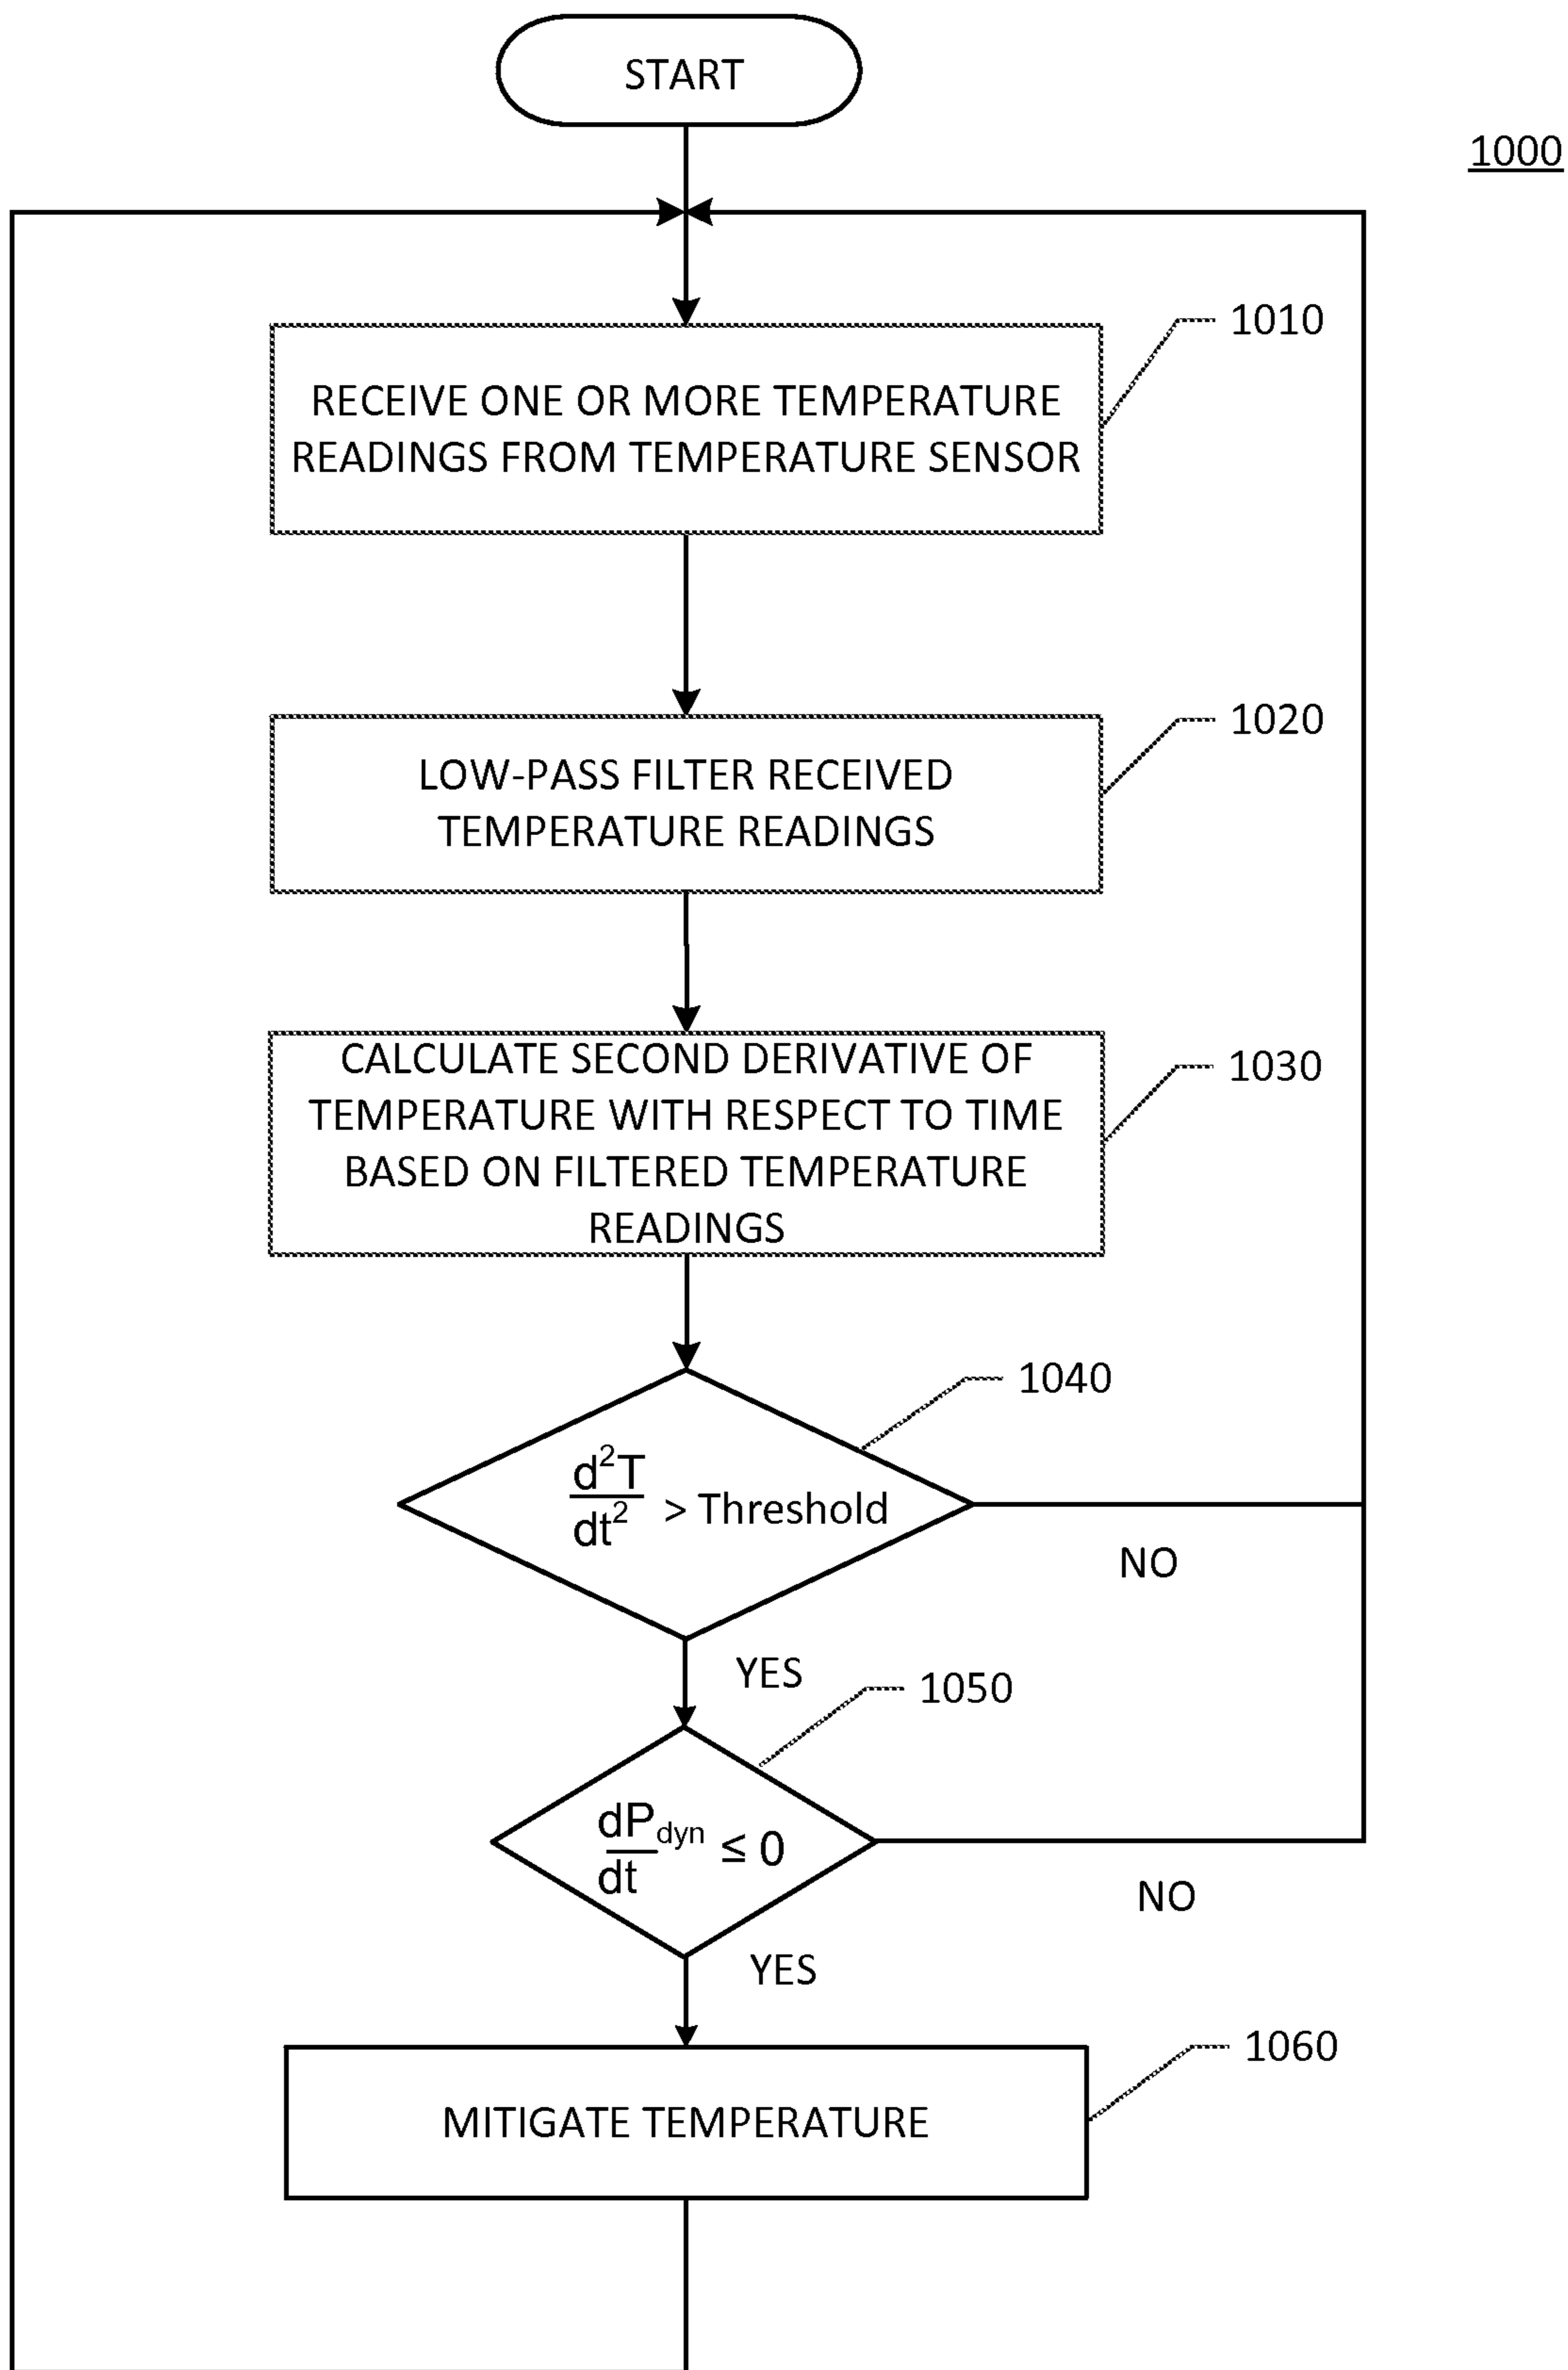 START
1000
1010
RECEIVE ONE OR MORE TEMPERATURE
READINGS FROM TEMPERATURE SENSOR
1020
LOW-PASS FILTER RECEIVED
TEMPERATURE READINGS
1030
CALCULATE SECOND DERIVATIVE OF
TEMPERATURE WITH RESPECT TO TIME
BASED ON FILTERED TEMPERATURE
READINGS
1040
d²T
dt² > Threshold
NO
YES
1050
dP_dyn
dt ≤ 0
NO
YES
1060
MITIGATE TEMPERATURE